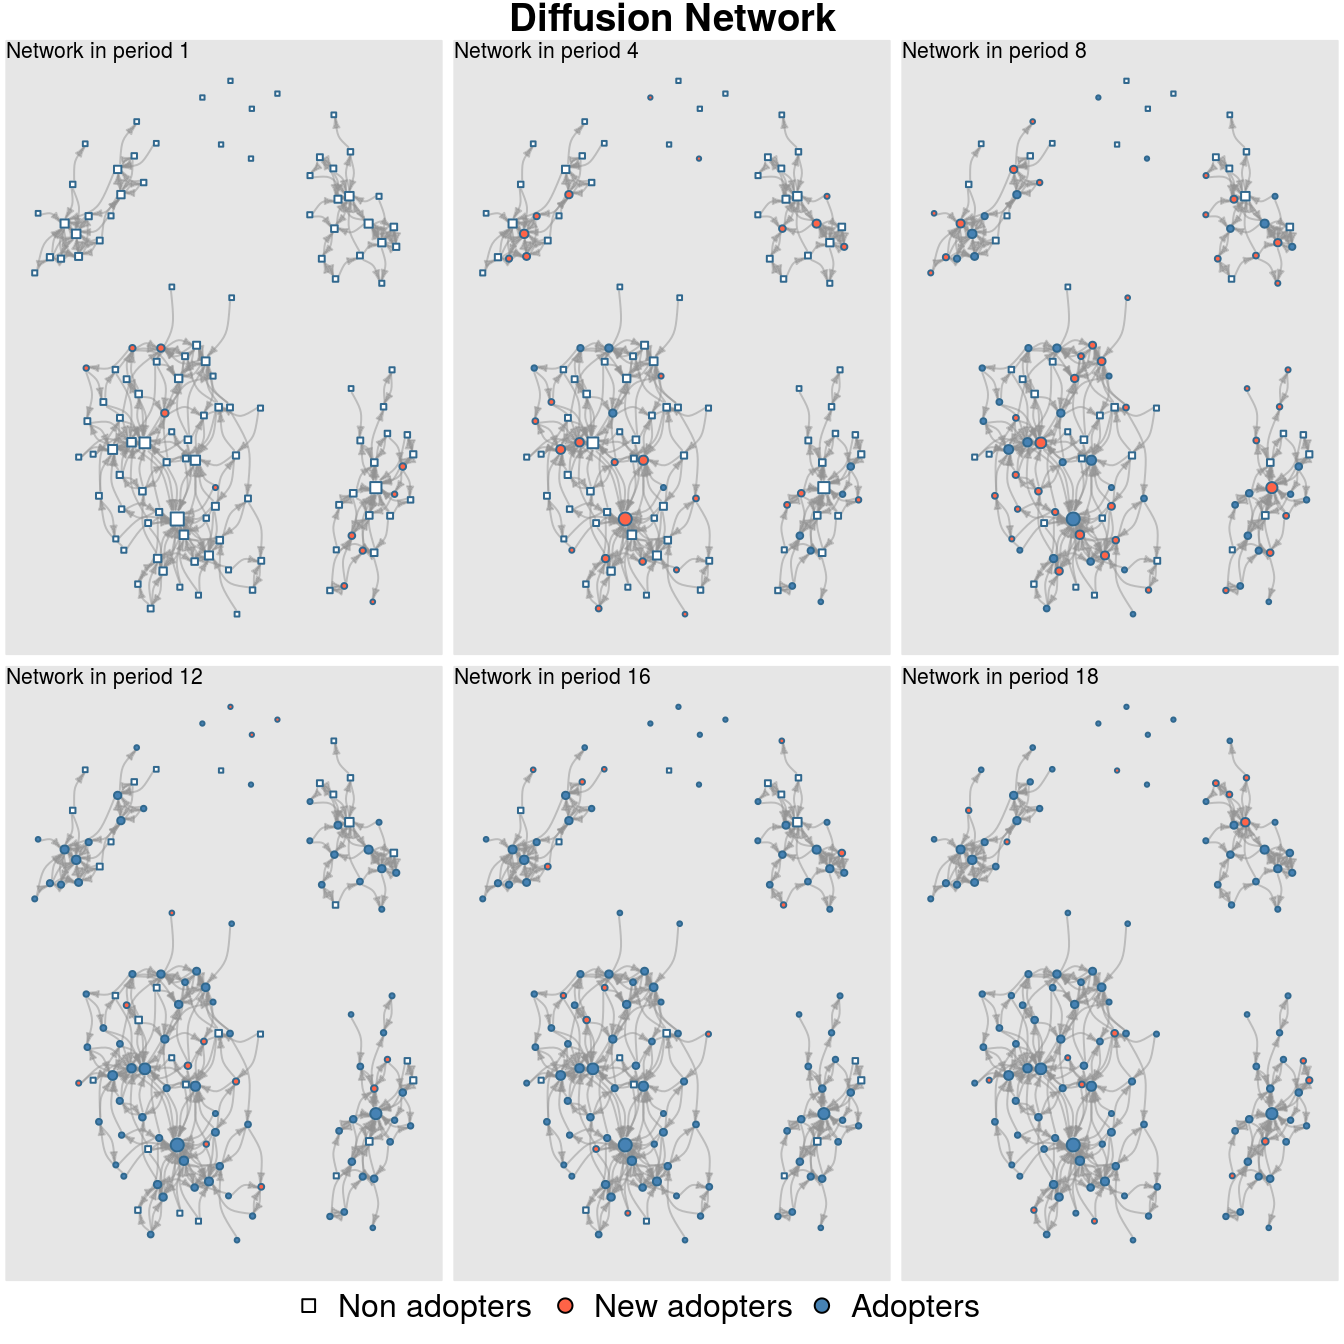 Diffusion Network
Network in period 1
Network in period 4
Network in period 8
Network in period 12
Network in period 16
Network in period 18
Non adopters
New adopters
Adopters